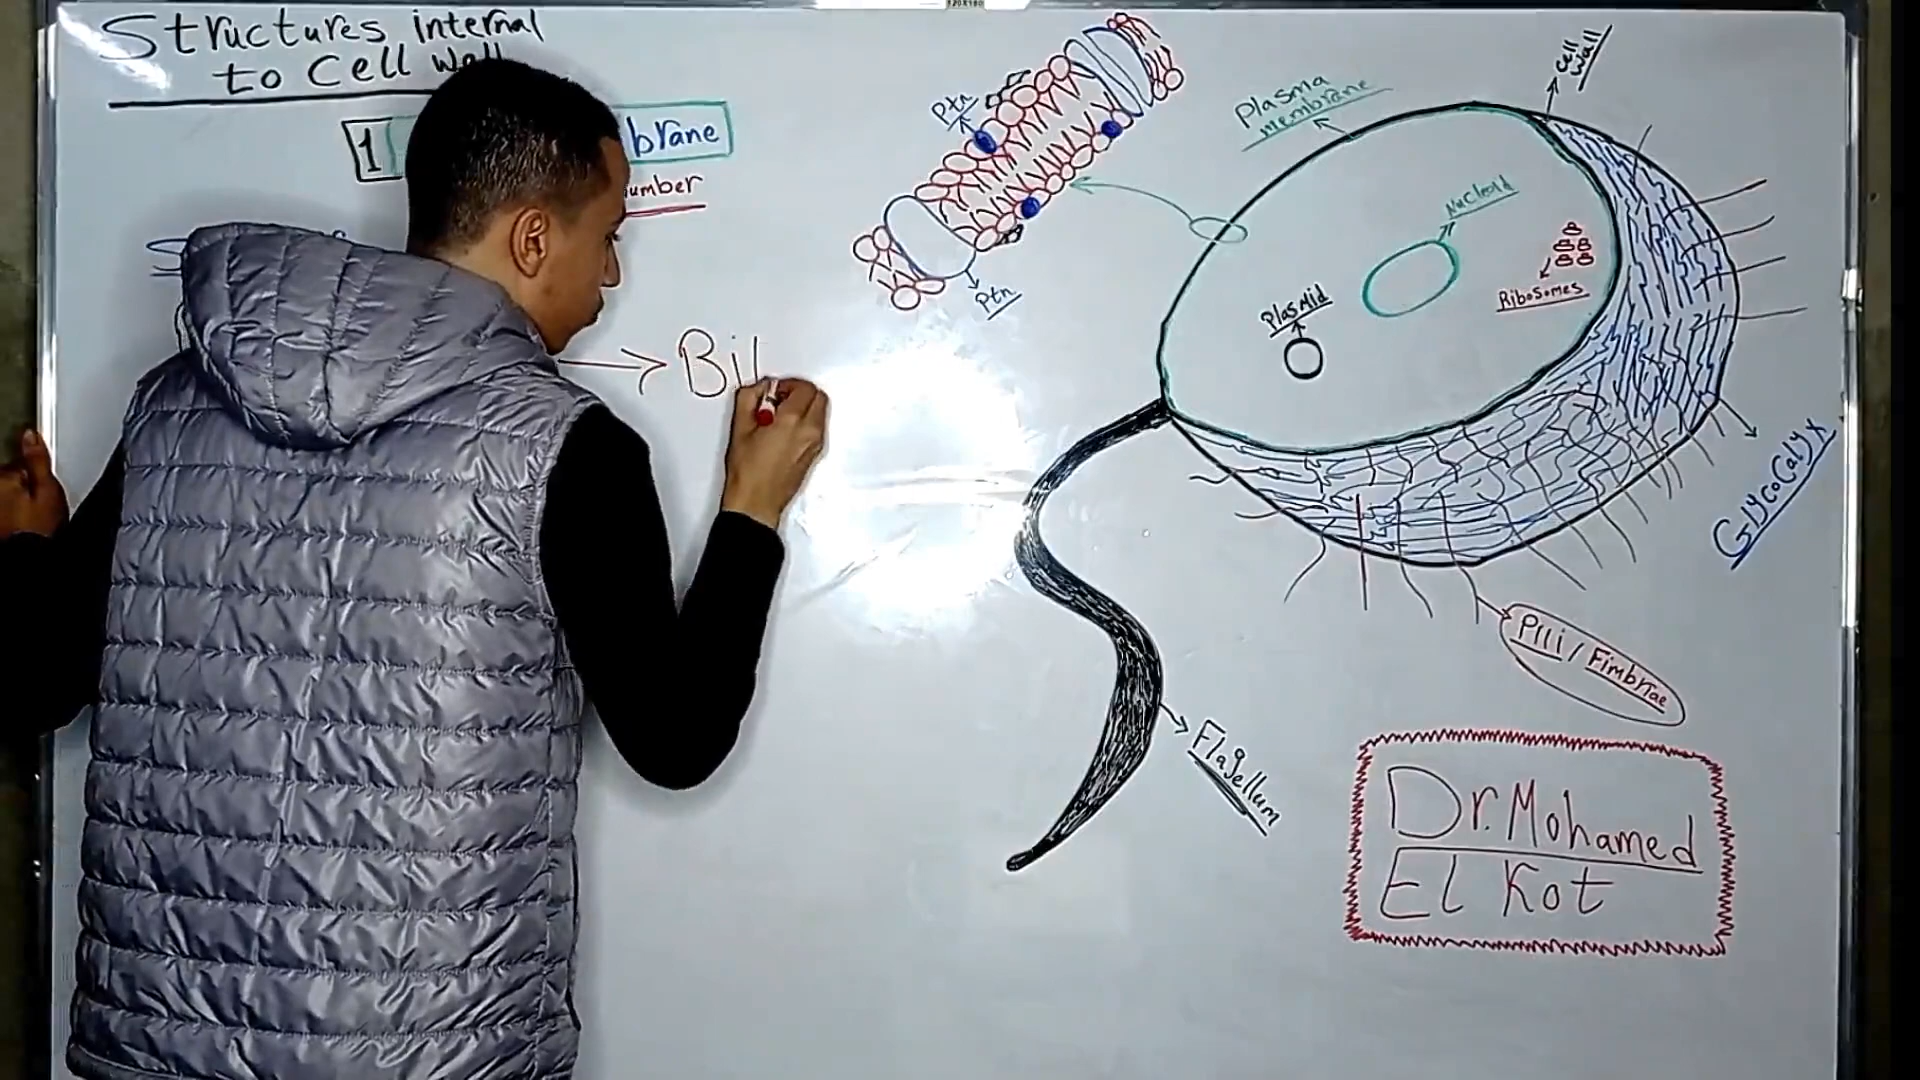 Structures internal
to Cell wall
1
brane
umber
Bil
Ptn
Ptn
Plasma
membrane
Cell
wall
Nucleoid
Ribosomes
Plasmid
GlycoCalyx
Pili / Fimbriae
Flagellum
Dr. Mohamed
El Kot
120X180